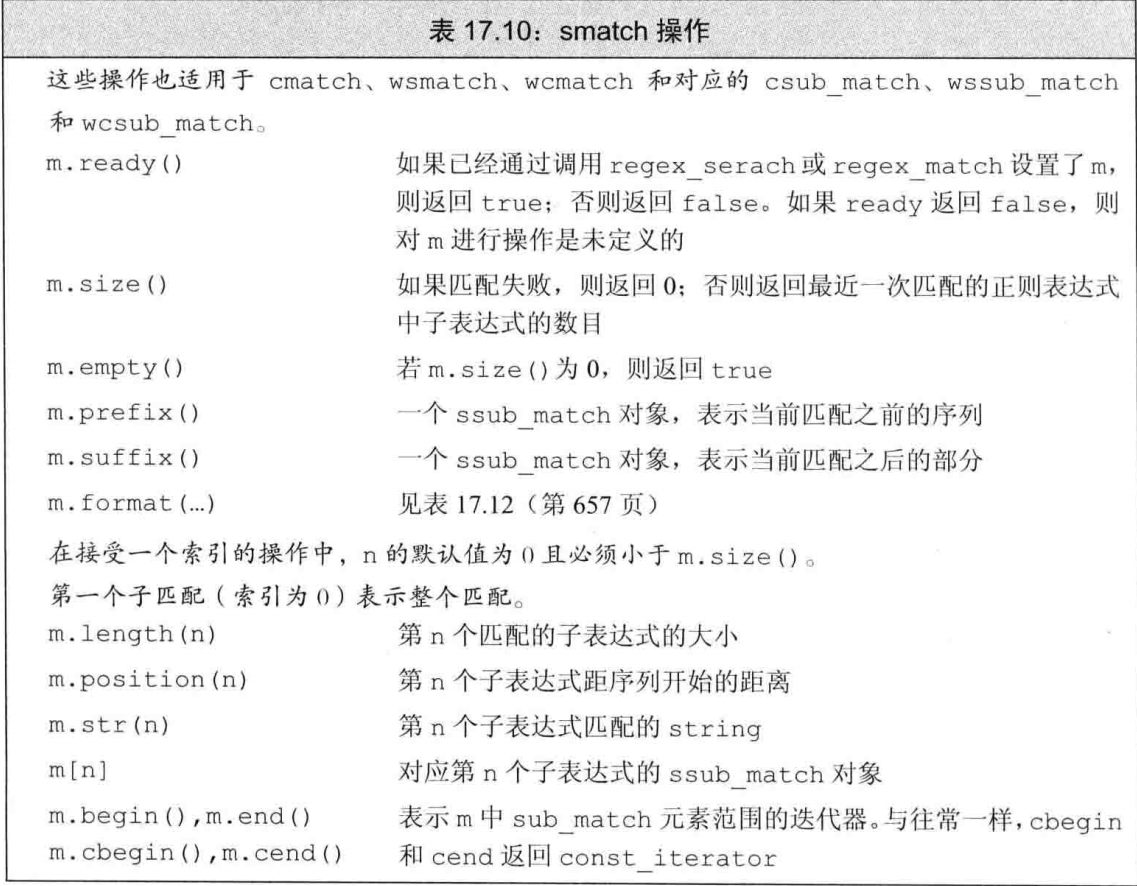 表 17.10：smatch 操作
这些操作也适用于 cmatch、wsmatch、wcmatch 和对应的 csub_match、wssub_match
和 wcsub_match。
m.ready() 如果已经通过调用 regex_serach 或 regex_match 设置了 m，
则返回 true；否则返回 false。如果 ready 返回 false，则
对 m 进行操作是未定义的
m.size() 如果匹配失败，则返回 0；否则返回最近一次匹配的正则表达式
中子表达式的数目
m.empty() 若 m.size() 为 0，则返回 true
m.prefix() 一个 ssub_match 对象，表示当前匹配之前的序列
m.suffix() 一个 ssub_match 对象，表示当前匹配之后的部分
m.format(…) 见表 17.12（第 657 页）
在接受一个索引的操作中，n 的默认值为 0 且必须小于 m.size()。
第一个子匹配（索引为 0）表示整个匹配。
m.length(n) 第 n 个匹配的子表达式的大小
m.position(n) 第 n 个子表达式距序列开始的距离
m.str(n) 第 n 个子表达式匹配的 string
m[n] 对应第 n 个子表达式的 ssub_match 对象
m.begin(),m.end() 表示 m 中 sub_match 元素范围的迭代器。与往常一样，cbegin
m.cbegin(),m.cend() 和 cend 返回 const_iterator